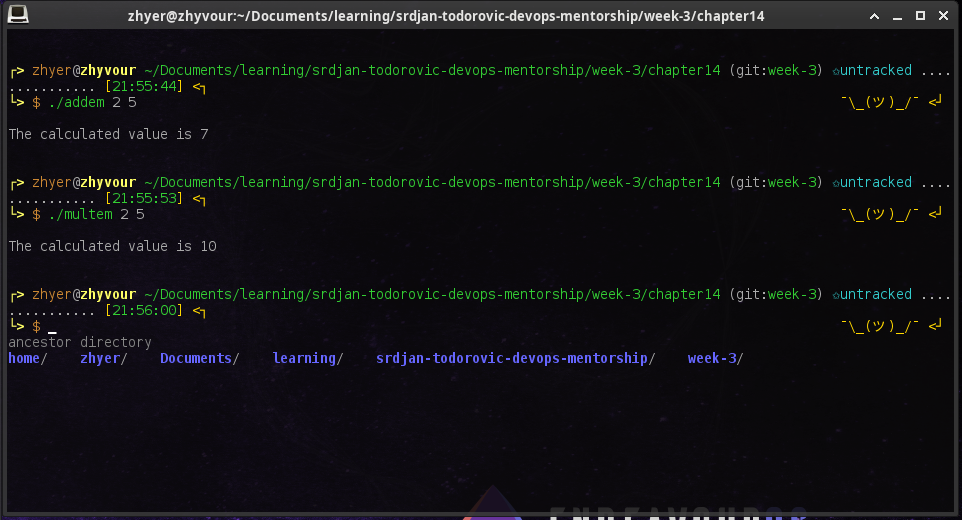 zhyer@zhyvour:~/Documents/learning/srdjan-todorovic-devops-mentorship/week-3/chapter14
┌> zhyer@zhyvour ~/Documents/learning/srdjan-todorovic-devops-mentorship/week-3/chapter14 (git:week-3) ✩untracked ....
........... [21:55:44] <┐
└> $ ./addem 2 5 ¯\_(ツ)_/¯ <┘
The calculated value is 7
┌> zhyer@zhyvour ~/Documents/learning/srdjan-todorovic-devops-mentorship/week-3/chapter14 (git:week-3) ✩untracked ....
........... [21:55:53] <┐
└> $ ./multem 2 5 ¯\_(ツ)_/¯ <┘
The calculated value is 10
┌> zhyer@zhyvour ~/Documents/learning/srdjan-todorovic-devops-mentorship/week-3/chapter14 (git:week-3) ✩untracked ....
........... [21:56:00] <┐
└> $ _ ¯\_(ツ)_/¯ <┘
ancestor directory
home/ zhyer/ Documents/ learning/ srdjan-todorovic-devops-mentorship/ week-3/